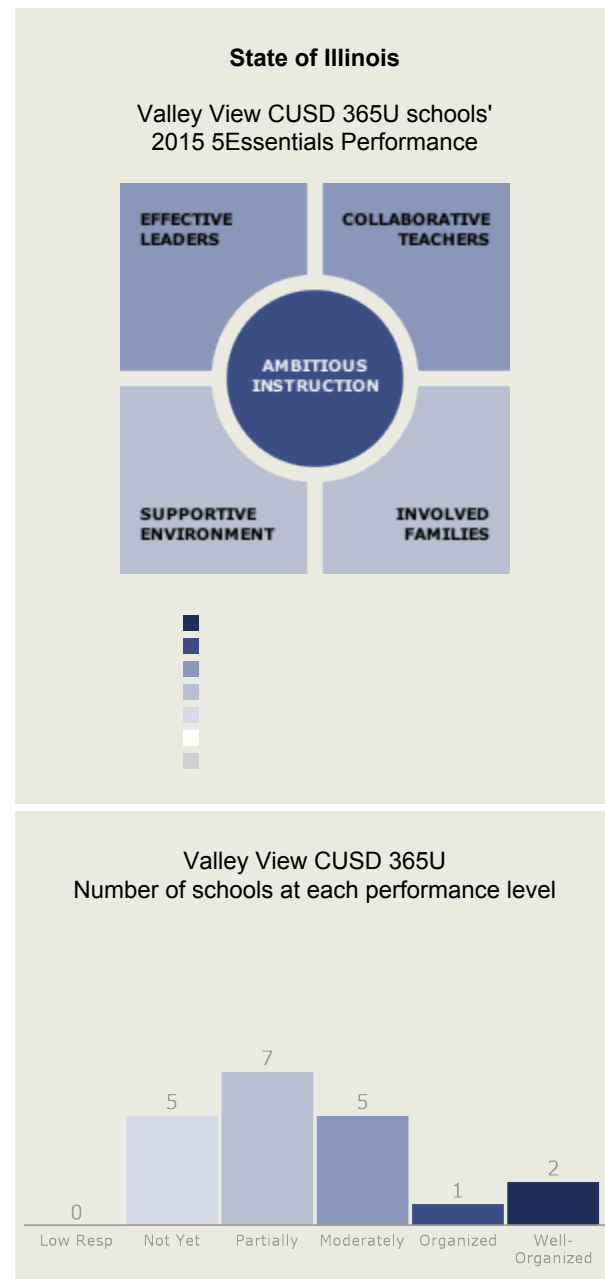 State of Illinois
Valley View CUSD 365U schools'
2015 5Essentials Performance
EFFECTIVE
LEADERS
COLLABORATIVE
TEACHERS
AMBITIOUS
INSTRUCTION
SUPPORTIVE
ENVIRONMENT
INVOLVED
FAMILIES
Valley View CUSD 365U
Number of schools at each performance level
0
5
7
5
1
2
Low Resp
Not Yet
Partially
Moderately
Organized
Well-
Organized